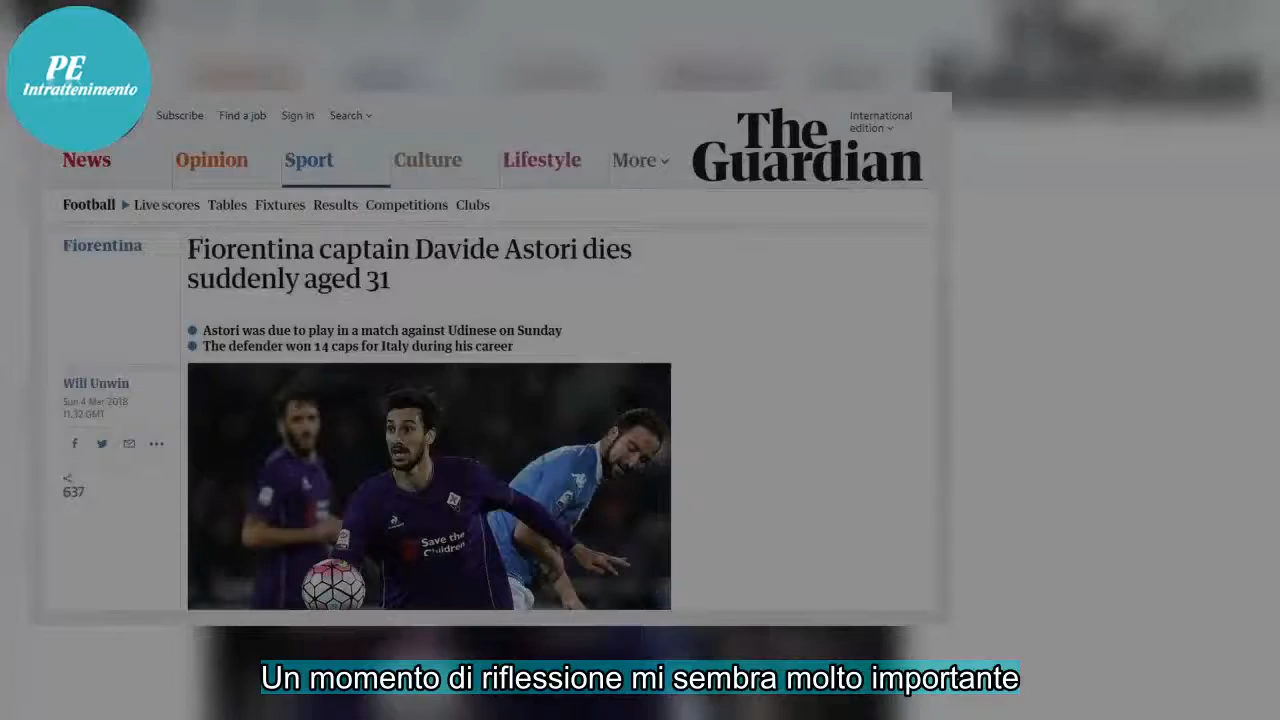 PE
Intrattenimento
Subscribe Find a job Sign in Search
International
edition
The
Guardian
News Opinion Sport Culture Lifestyle More
Football Live scores Tables Fixtures Results Competitions Clubs
Fiorentina
Fiorentina captain Davide Astori dies
suddenly aged 31
Astori was due to play in a match against Udinese on Sunday
The defender won 14 caps for Italy during his career
Will Unwin
Sun 4 Mar 2018
11.32 GMT
637
Save the
Children
Un momento di riflessione mi sembra molto importante